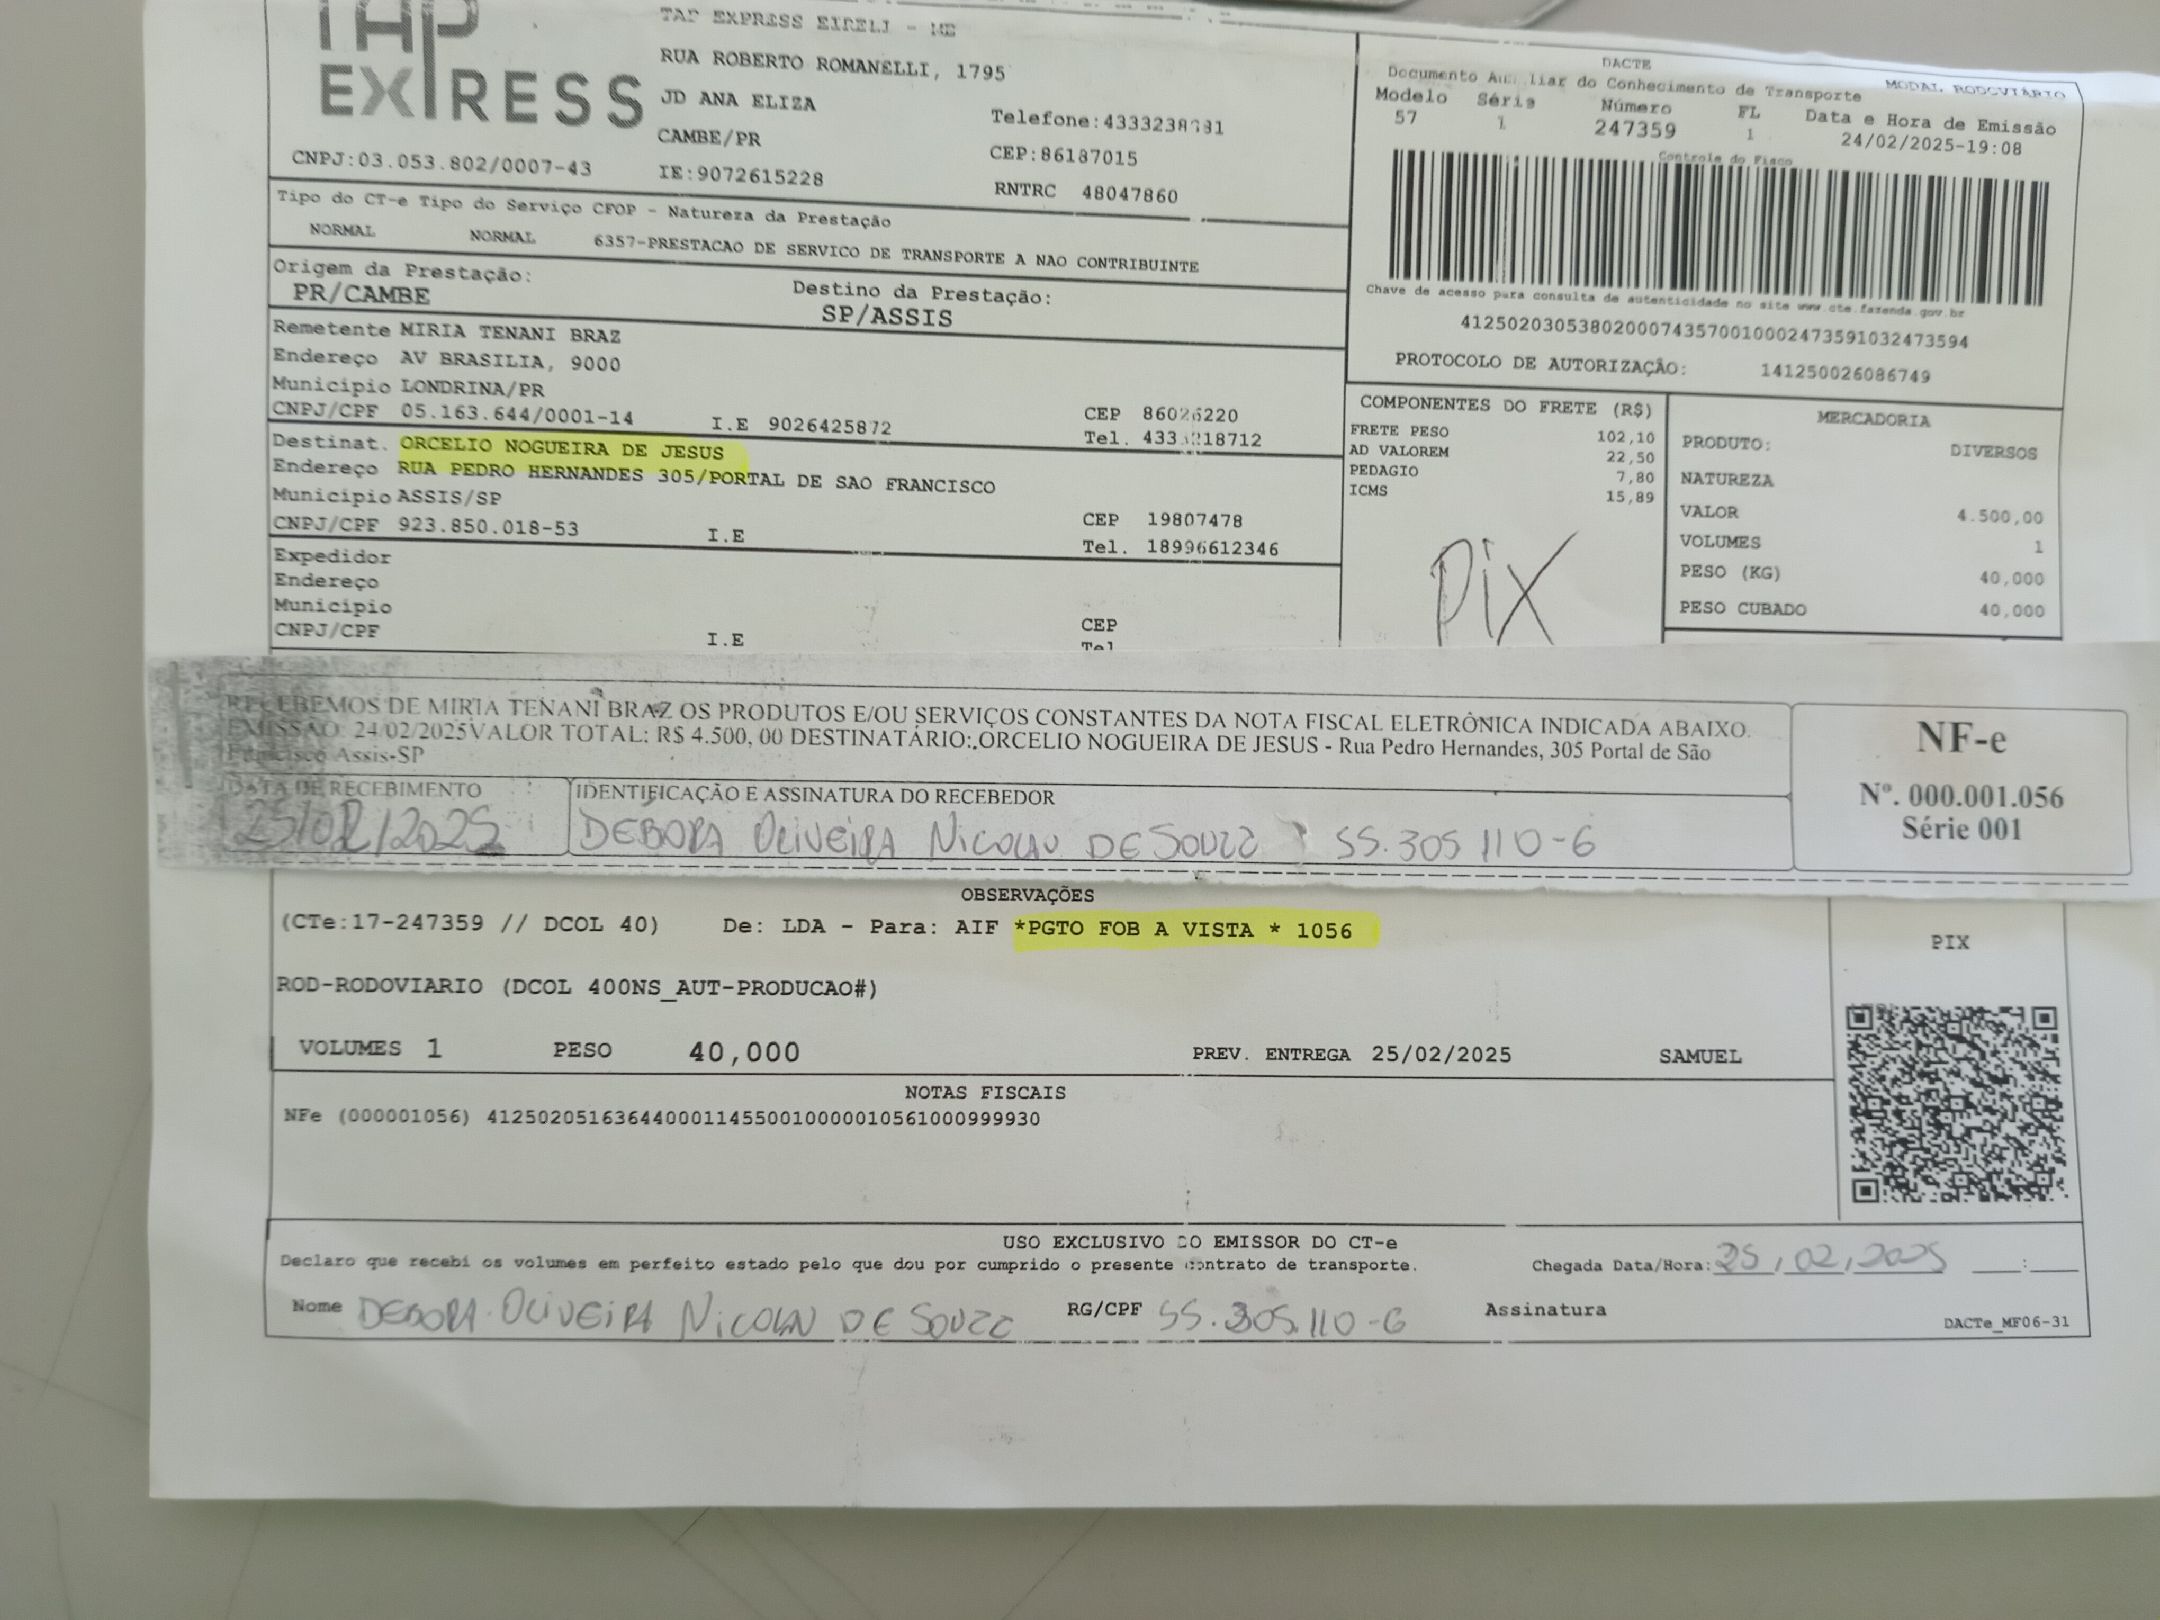 TAP
EXPRESS
TAP EXPRESS EIRELI - ME
RUA ROBERTO ROMANELLI, 1795
JD ANA ELIZA
CAMBE/PR
CNPJ:03.053.802/0007-43
IE:9072615228
CEP:86187015
RNTRC 48047860
DACTE
Documento Auxiliar do Conhecimento de Transporte
MODAL RODOVIÁRIO
Modelo Série Número FL Data e Hora de Emissão
57 1 247359 1 24/02/2025-19:08
Controle do Fisco
Chave de acesso para consulta de autenticidade no site www.cte.fazenda.gov.br
41250203053802000743570010002473591032473594
PROTOCOLO DE AUTORIZAÇÃO: 141250026086749
Tipo do CT-e Tipo do Serviço CFOP - Natureza da Prestação
NORMAL NORMAL 6357-PRESTACAO DE SERVICO DE TRANSPORTE A NAO CONTRIBUINTE
Origem da Prestação: Destino da Prestação:
PR/CAMBE SP/ASSIS
Remetente MIRIA TENANI BRAZ
Endereço AV BRASILIA, 9000
Município LONDRINA/PR
CNPJ/CPF 05.163.644/0001-14 I.E 9026425872 CEP 86026220
Tel.
Destinat. ORCELIO NOGUEIRA DE JESUS
Endereço RUA PEDRO HERNANDES 305/PORTAL DE SAO FRANCISCO
Município ASSIS/SP
CNPJ/CPF 923.850.018-53 I.E CEP 19807478
Tel. 18996612346
Expedidor
Endereço
Município
CNPJ/CPF I.E CEP
Tel
COMPONENTES DO FRETE (R$)
FRETE PESO 102,10
AD VALOREM 22,50
PEDAGIO 7,80
ICMS 15,89
PiX
MERCADORIA
PRODUTO: DIVERSOS
NATUREZA
VALOR 4.500,00
VOLUMES 1
PESO (KG) 40,000
PESO CUBADO 40,000
RECEBEMOS DE MIRIA TENANI BRAZ OS PRODUTOS E/OU SERVIÇOS CONSTANTES DA NOTA FISCAL ELETRÔNICA INDICADA ABAIXO.
EMISSÃO: 24/02/2025VALOR TOTAL: R$ 4.500, 00 DESTINATÁRIO:.ORCELIO NOGUEIRA DE JESUS - Rua Pedro Hernandes, 305 Portal de São
Francisco Assis-SP
DATA DE RECEBIMENTO IDENTIFICAÇÃO E ASSINATURA DO RECEBEDOR
25/02/2025 DEBORA OLIVEIRA NICOLAU DE SOUZA 55.305 110-6
NF-e
Nº. 000.001.056
Série 001
OBSERVAÇÕES
(CTe:17-247359 // DCOL 40) De: LDA - Para: AIF *PGTO FOB A VISTA * 1056
ROD-RODOVIARIO (DCOL 400NS_AUT-PRODUCAO#)
VOLUMES 1 PESO 40,000 PREV. ENTREGA 25/02/2025 SAMUEL
PIX
NOTAS FISCAIS
NFe (000001056) 41250205163644000114550010000010561000999930
USO EXCLUSIVO DO EMISSOR DO CT-e
Declaro que recebi os volumes em perfeito estado pelo que dou por cumprido o presente contrato de transporte. Chegada Data/Hora: 25/02/2025 __:__
Nome DEBORA OLIVEIRA NICOLAU DE SOUZA RG/CPF 55.305.110-6 Assinatura
DACTe_MF06-31